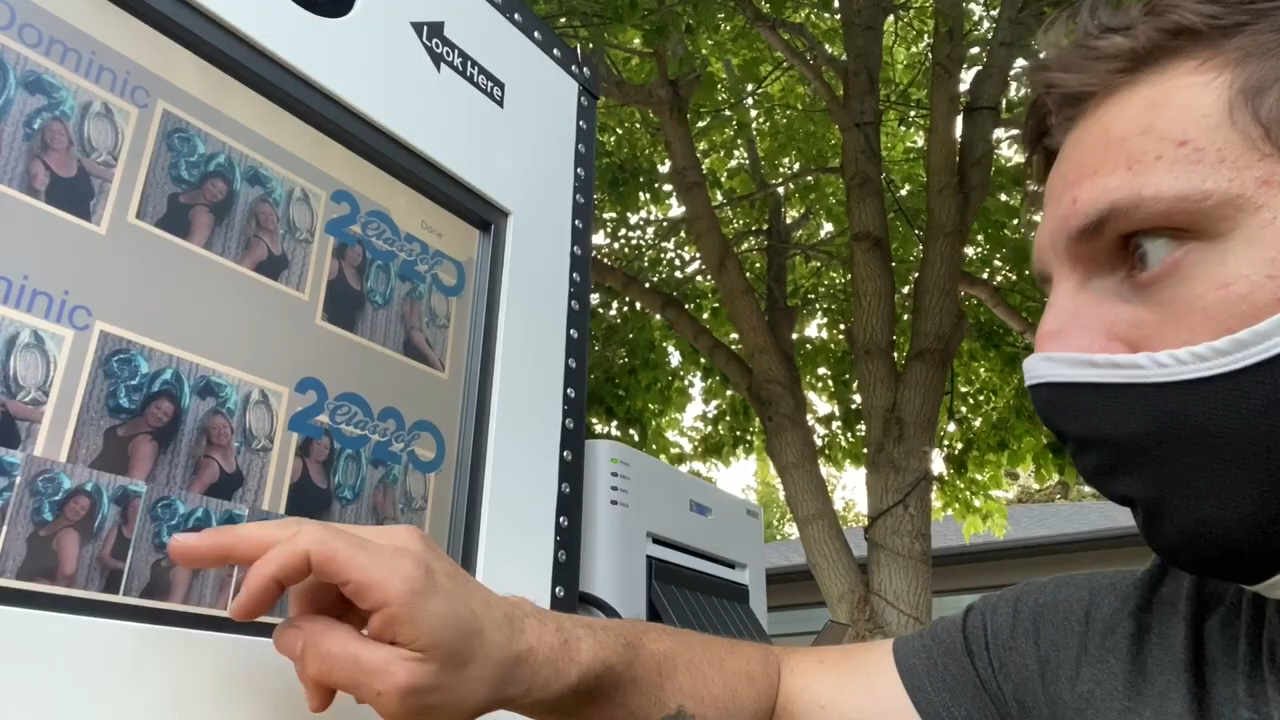 Look Here
Dominic
Done
2020
Class of
minic
2020
Class of